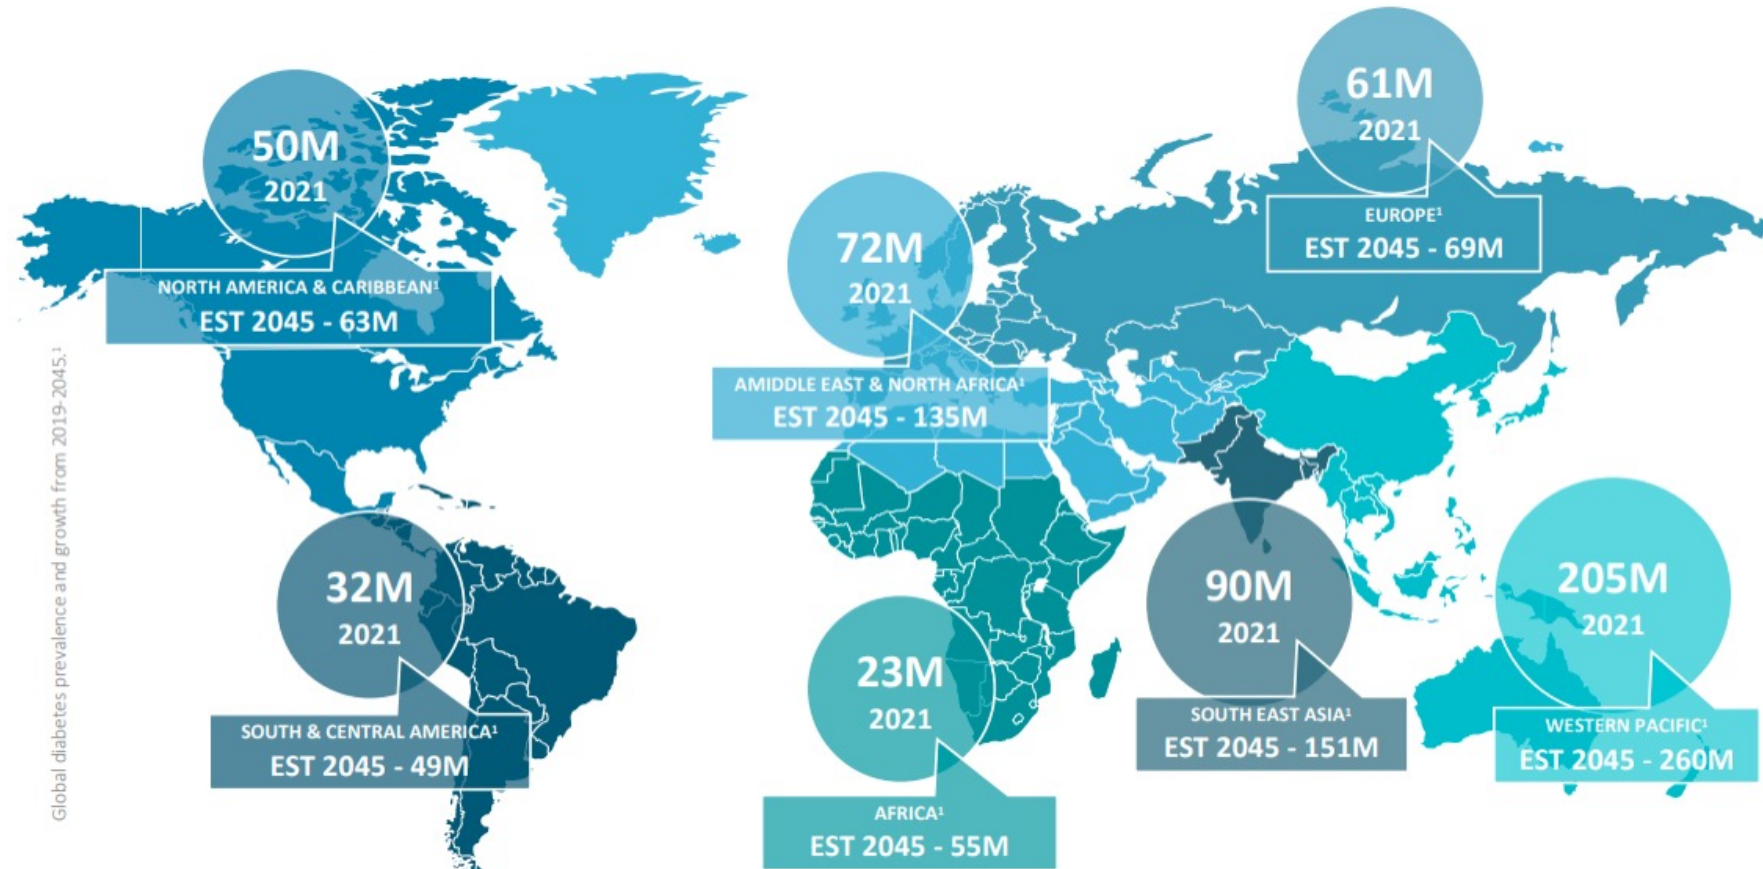 50M
2021
NORTH AMERICA & CARIBBEAN¹
EST 2045 - 63M
61M
2021
EUROPE¹
EST 2045 - 69M
72M
2021
AMIDDLE EAST & NORTH AFRICA¹
EST 2045 - 135M
32M
2021
SOUTH & CENTRAL AMERICA¹
EST 2045 - 49M
23M
2021
AFRICA¹
EST 2045 - 55M
90M
2021
SOUTH EAST ASIA¹
EST 2045 - 151M
205M
2021
WESTERN PACIFIC¹
EST 2045 - 260M
Global diabetes prevalence and growth from 2019-2045.¹